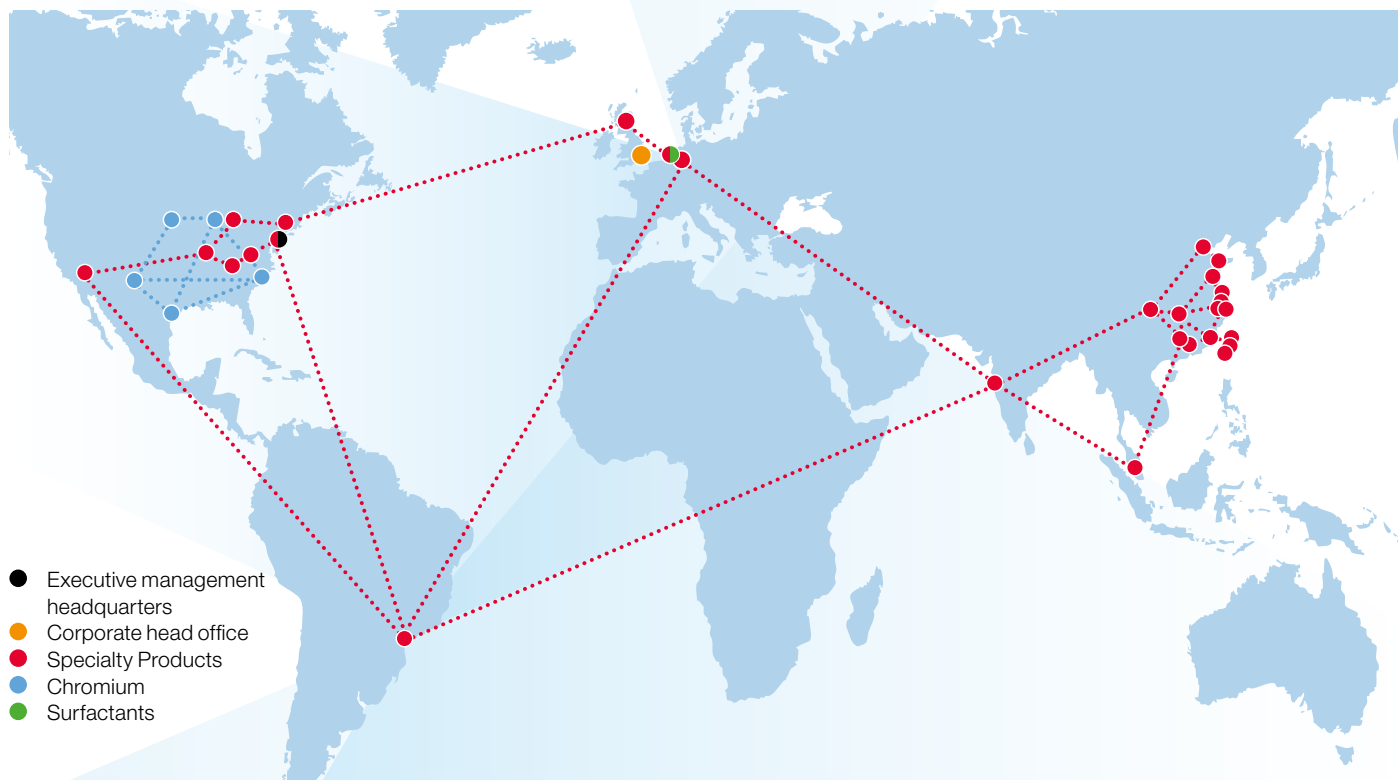 Executive management
headquarters
Corporate head office
Specialty Products
Chromium
Surfactants